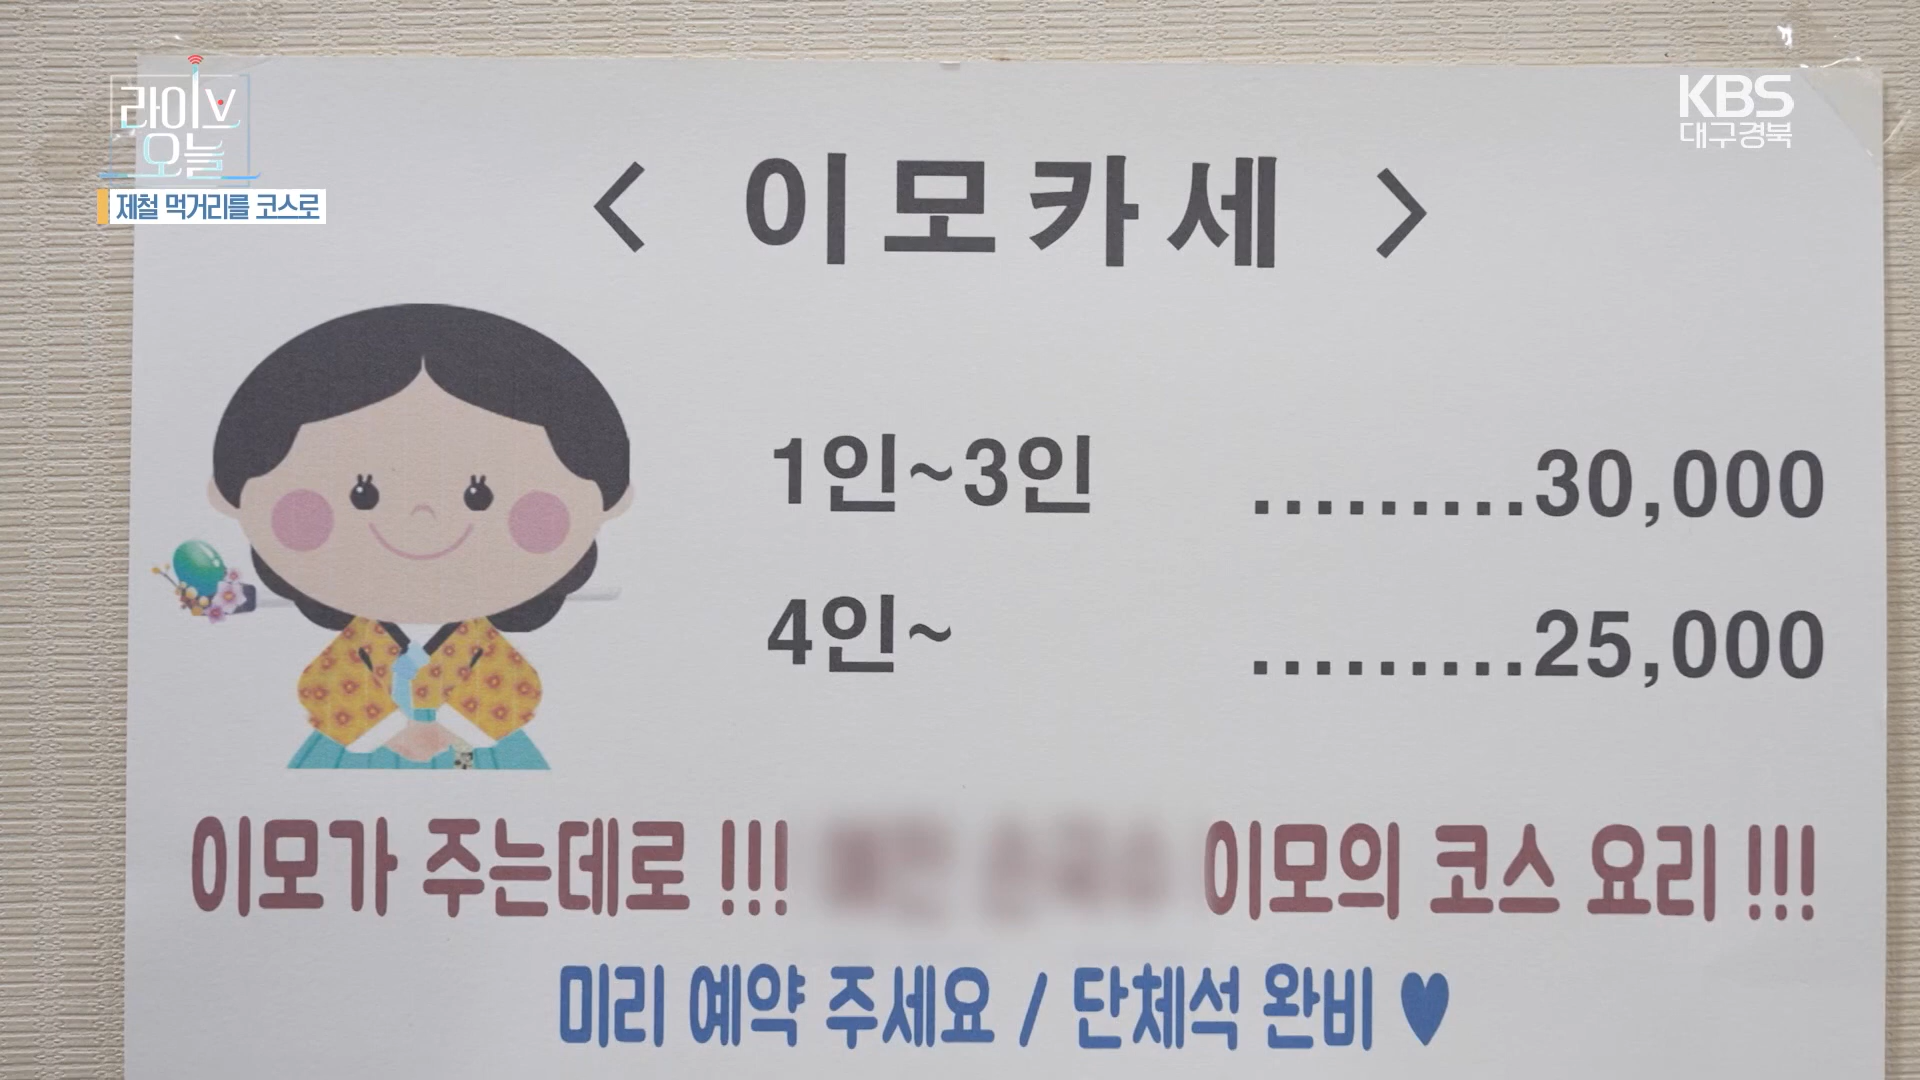 라이브
오늘
제철 먹거리를 코스로
KBS
대구경북
< 이모카세 >
1인~3인 .........30,000
4인~ .........25,000
이모가 주는데로 !!! 이모의 코스 요리 !!!
미리 예약 주세요 / 단체석 완비 ♥